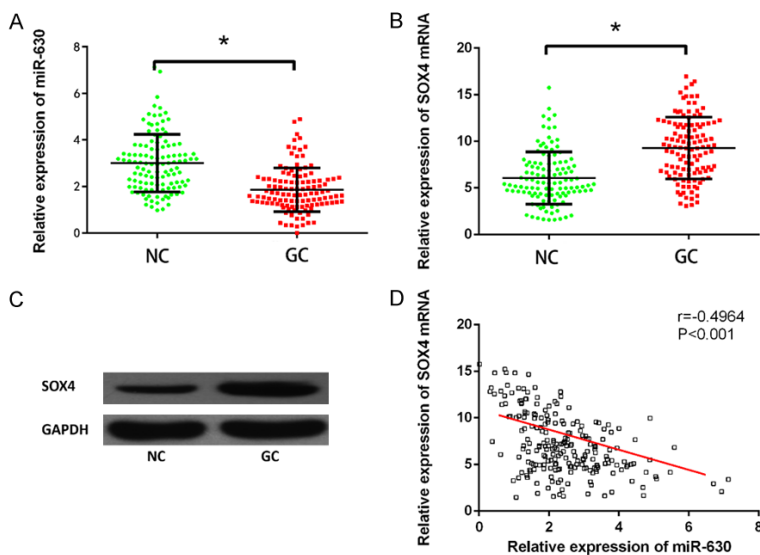 A
Relative expression of miR-630
8
6
4
2
0
*
NC
GC
B
Relative expression of SOX4 mRNA
20
15
10
5
0
*
NC
GC
C
SOX4
GAPDH
NC
GC
D
Relative expression of SOX4 mRNA
20
15
10
5
0
r=-0.4964
P<0.001
0
2
4
6
8
Relative expression of miR-630